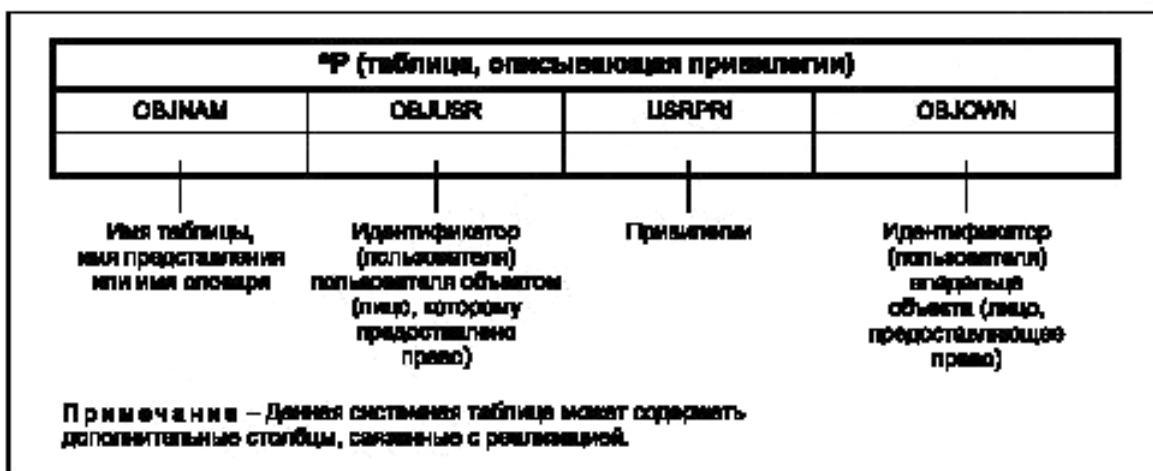 *P (таблица, описывающая привилегии)
OBJNAM OBJUSR USRPRI OBJOWN
Имя таблицы,
имя представления
или имя словаря
Идентификатор
(пользователя)
пользователя объектом
(лицо, которому
предоставлено
право)
Привилегии
Идентификатор
(пользователя)
владельца
объекта (лицо,
предоставляющее
право)
Примечание – Данная системная таблица может содержать
дополнительные столбцы, связанные с реализацией.